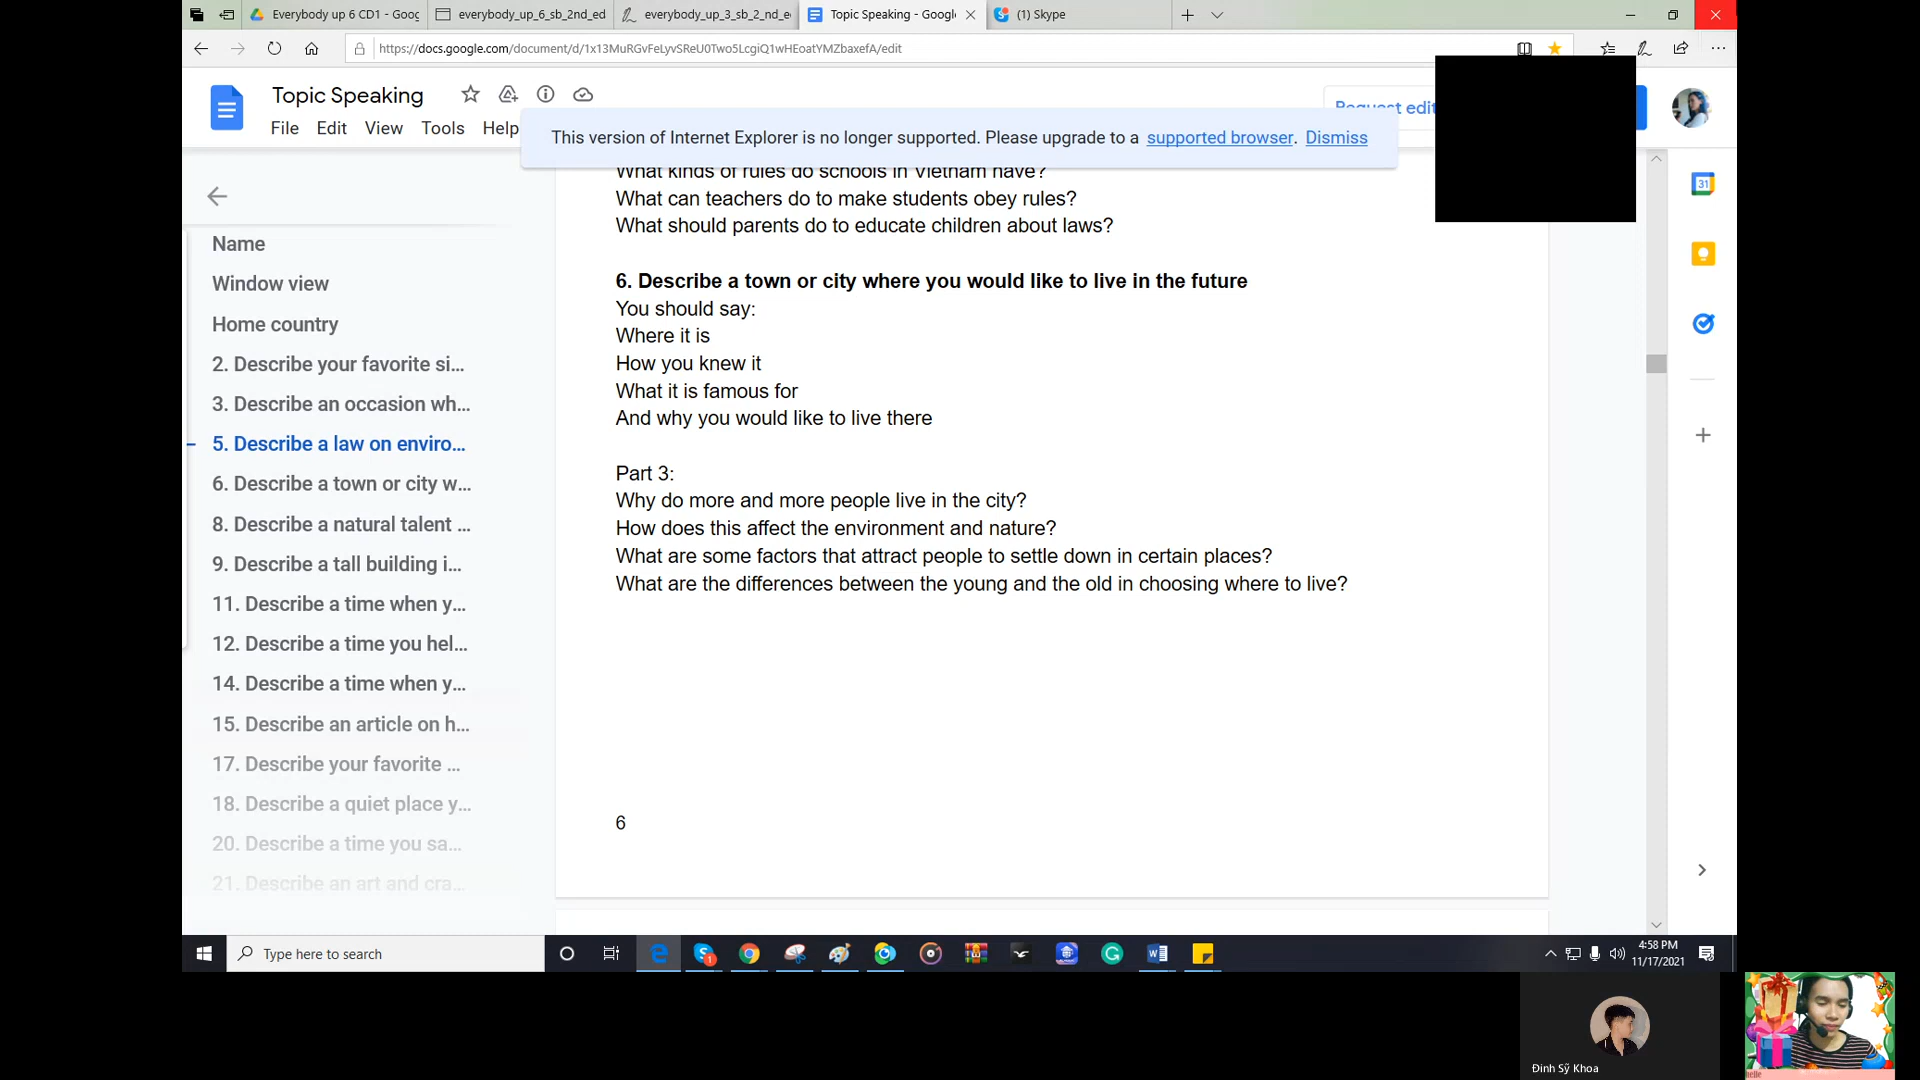 Everybody up 6 CD1 - Goog
everybody_up_6_sb_2nd_ed
everybody_up_3_sb_2_nd_e
Topic Speaking - Google
(1) Skype
https://docs.google.com/document/d/1x13MuRGvFeLyvSReU0Two5LcgiQ1wHEoatYMZbaxefA/edit
Topic Speaking
Request edit
File Edit View Tools Help
This version of Internet Explorer is no longer supported. Please upgrade to a supported browser. Dismiss
What kinds of rules do schools in Vietnam have?
What can teachers do to make students obey rules?
What should parents do to educate children about laws?
6. Describe a town or city where you would like to live in the future
You should say:
Where it is
How you knew it
What it is famous for
And why you would like to live there
Part 3:
Why do more and more people live in the city?
How does this affect the environment and nature?
What are some factors that attract people to settle down in certain places?
What are the differences between the young and the old in choosing where to live?
6
Name
Window view
Home country
2. Describe your favorite si...
3. Describe an occasion wh...
5. Describe a law on enviro...
6. Describe a town or city w...
8. Describe a natural talent ...
9. Describe a tall building i...
11. Describe a time when y...
12. Describe a time you hel...
14. Describe a time when y...
15. Describe an article on h...
17. Describe your favorite ...
18. Describe a quiet place y...
20. Describe a time you sa...
21. Describe an art and cra...
31
Type here to search
4:58 PM
11/17/2021
Đinh Sỹ Khoa